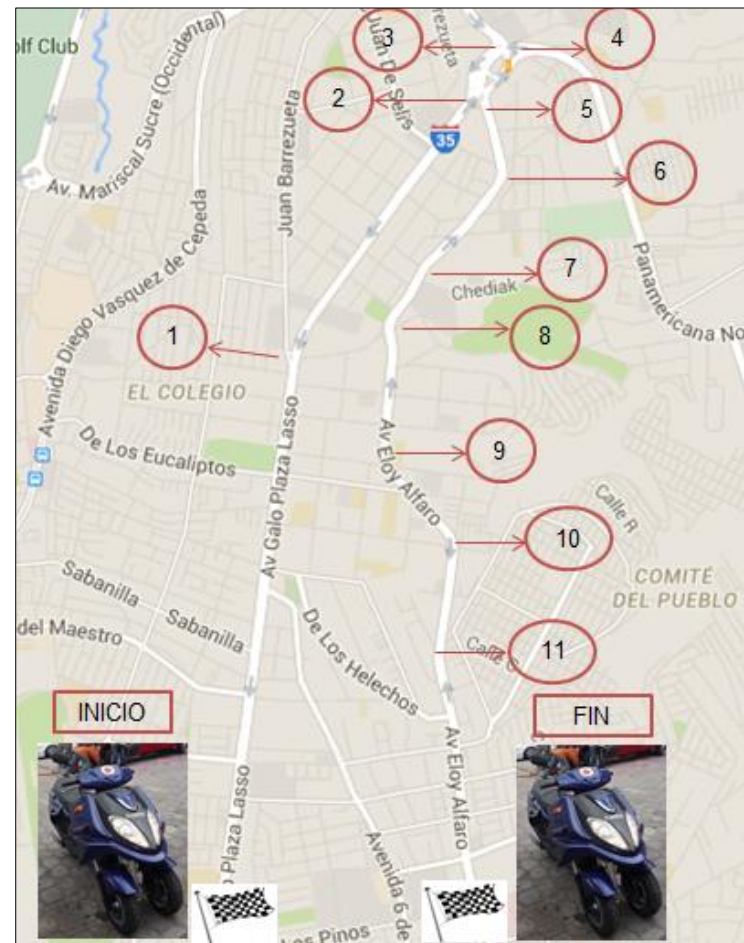 olf Club
Av. Mariscal Sucre (Occidental)
Juan De Selis
rrezueta
3
4
2
5
35
Juan Barrezueta
6
Avenida Diego Vasquez de Cepeda
Chediak
7
Panamericana No
1
8
EL COLEGIO
De Los Eucaliptos
Av Galo Plaza Lasso
Av Eloy Alfaro
9
Calle R
10
COMITÉ
DEL PUEBLO
Sabanilla
Sabanilla
del Maestro
De Los Helechos
Calle C
11
INICIO
FIN
Plaza Lasso
Av Eloy Alfaro
Avenida 6 de
Los Pinos